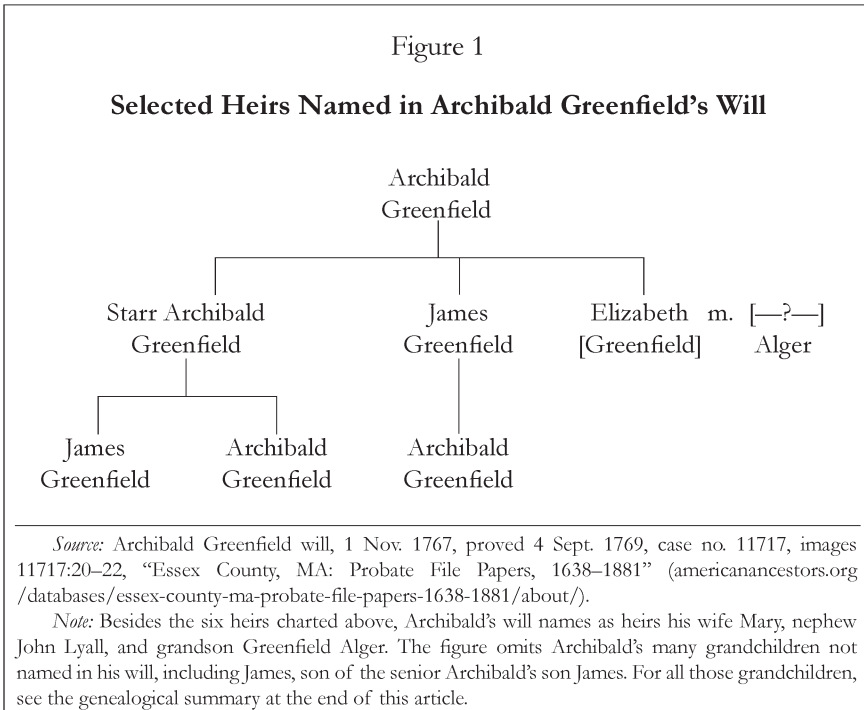 Figure 1
Selected Heirs Named in Archibald Greenfield’s Will
Archibald
Greenfield
Starr Archibald
Greenfield
James
Greenfield
Elizabeth m. [—?—]
[Greenfield] Alger
James
Greenfield
Archibald
Greenfield
Archibald
Greenfield
Source: Archibald Greenfield will, 1 Nov. 1767, proved 4 Sept. 1769, case no. 11717, images
11717:20–22, “Essex County, MA: Probate File Papers, 1638–1881” (americanancestors.org
/databases/essex-county-ma-probate-file-papers-1638-1881/about/).
Note: Besides the six heirs charted above, Archibald’s will names as heirs his wife Mary, nephew
John Lyall, and grandson Greenfield Alger. The figure omits Archibald’s many grandchildren not
named in his will, including James, son of the senior Archibald’s son James. For all those grandchildren,
see the genealogical summary at the end of this article.